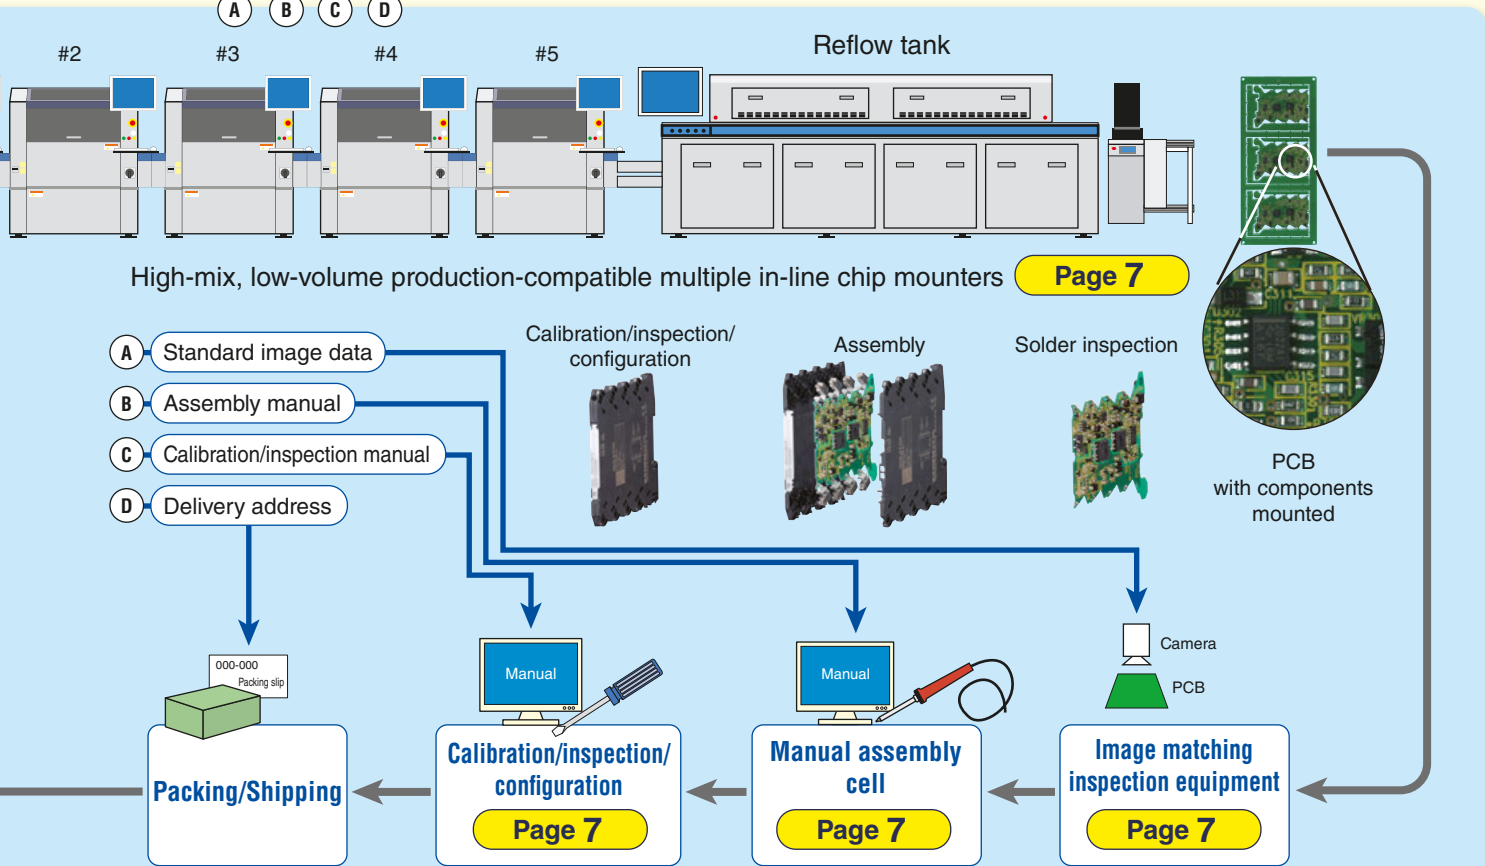 A B C D
#2 #3 #4 #5
Reflow tank
High-mix, low-volume production-compatible multiple in-line chip mounters
Page 7
A Standard image data
B Assembly manual
C Calibration/inspection manual
D Delivery address
Calibration/inspection/
configuration
Assembly
Solder inspection
PCB
with components
mounted
C311
C315
000-000
Packing slip
Manual
Manual
Camera
PCB
Packing/Shipping
Calibration/inspection/
configuration
Page 7
Manual assembly
cell
Page 7
Image matching
inspection equipment
Page 7